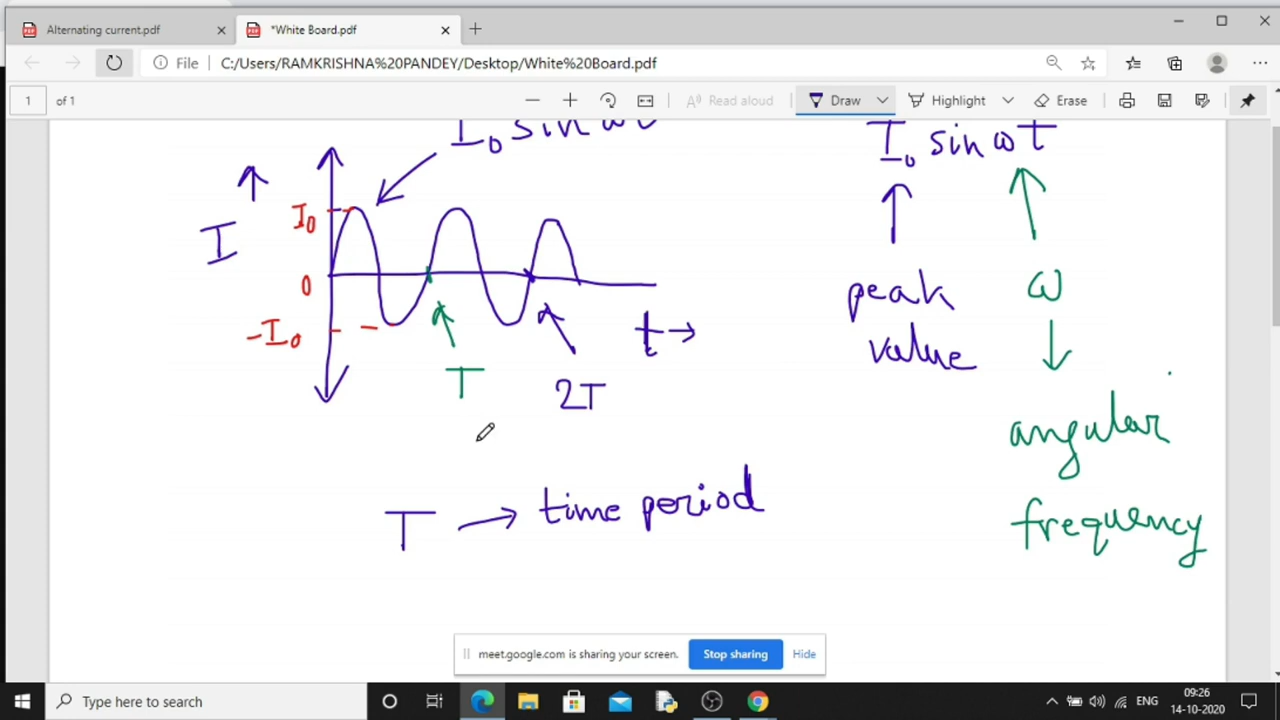 Alternating current.pdf
*White Board.pdf
File
C:/Users/RAMKRISHNA%20PANDEY/Desktop/White%20Board.pdf
1 of 1
Read aloud
Draw
Highlight
Erase
I₀ sin ωt
I₀ sin ωt
I
I₀
0
-I₀
T
2T
t →
peak
value
ω
angular
frequency
T → time period
meet.google.com is sharing your screen.
Stop sharing
Hide
Type here to search
ENG
09:26
14-10-2020